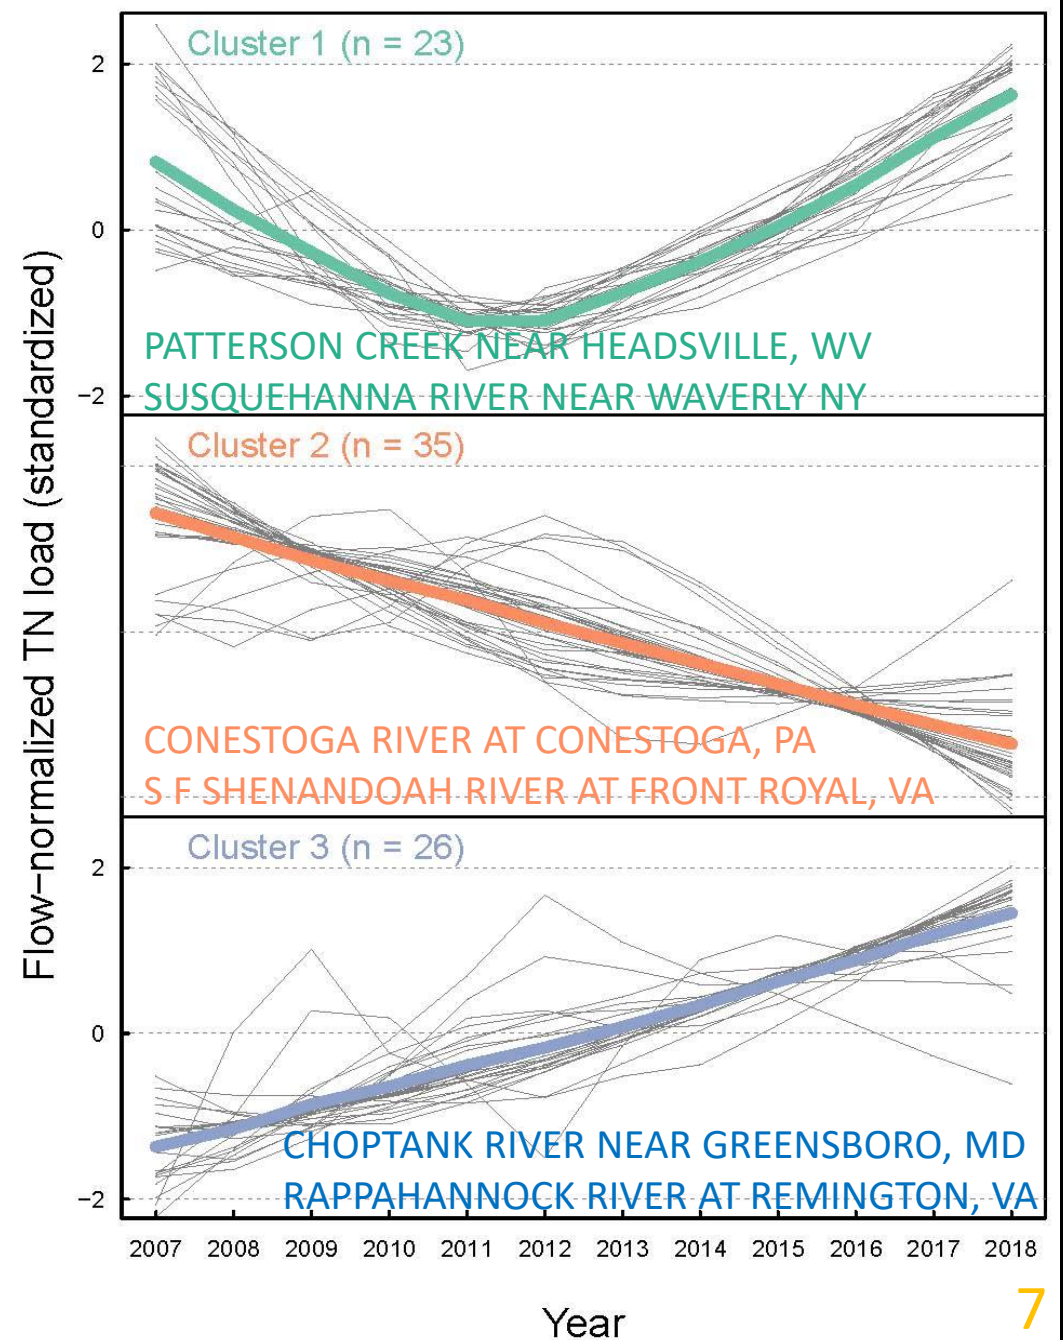 Flow−normalized TN load (standardized)
Cluster 1 (n = 23)
2
0
−2
PATTERSON CREEK NEAR HEADSVILLE, WV
SUSQUEHANNA RIVER NEAR WAVERLY NY
Cluster 2 (n = 35)
CONESTOGA RIVER AT CONESTOGA, PA
S F SHENANDOAH RIVER AT FRONT ROYAL, VA
Cluster 3 (n = 26)
2
0
−2
CHOPTANK RIVER NEAR GREENSBORO, MD
RAPPAHANNOCK RIVER AT REMINGTON, VA
2007 2008 2009 2010 2011 2012 2013 2014 2015 2016 2017 2018
Year
7